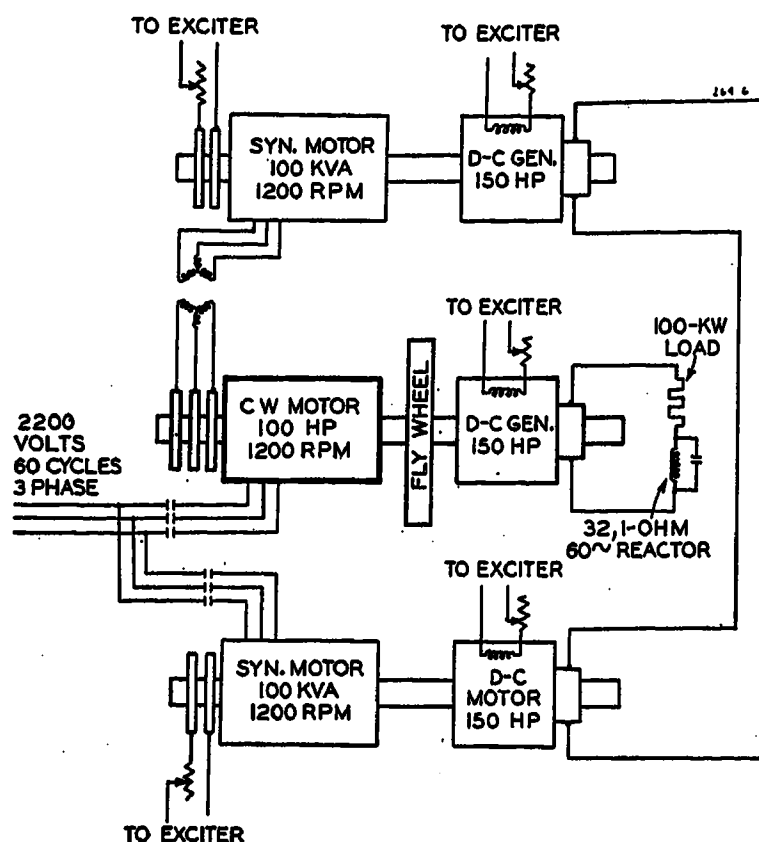 TO EXCITER
TO EXCITER
264 6
SYN. MOTOR
100 KVA
1200 RPM
D-C GEN.
150 HP
TO EXCITER
100-KW
LOAD
C W MOTOR
100 HP
1200 RPM
FLY WHEEL
D-C GEN.
150 HP
2200
VOLTS
60 CYCLES
3 PHASE
32,1-OHM
60~ REACTOR
TO EXCITER
SYN. MOTOR
100 KVA
1200 RPM
D-C
MOTOR
150 HP
TO EXCITER